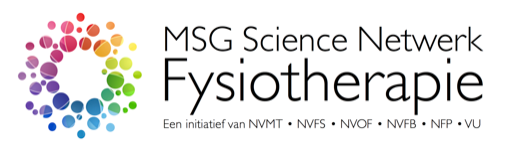 MSG Science Netwerk
Fysiotherapie
Een initiatief van NVMT • NVFS • NVOF • NVFB • NFP • VU